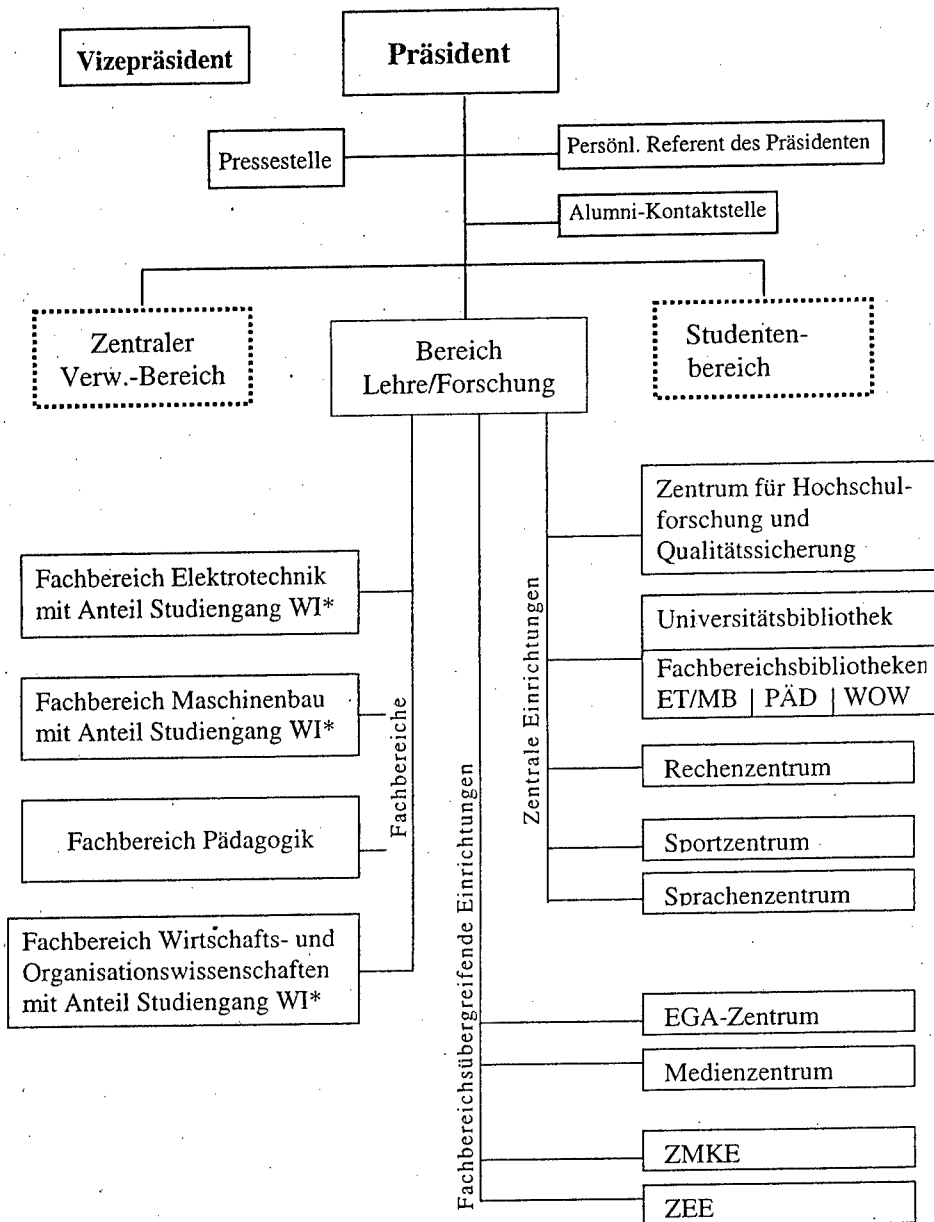 Vizepräsident
Präsident
Pressestelle
Persönl. Referent des Präsidenten
Alumni-Kontaktstelle
Zentraler
Verw.-Bereich
Bereich
Lehre/Forschung
Studenten-
bereich
Fachbereiche
Fachbereich Elektrotechnik
mit Anteil Studiengang WI*
Fachbereich Maschinenbau
mit Anteil Studiengang WI*
Fachbereich Pädagogik
Fachbereich Wirtschafts- und
Organisationswissenschaften
mit Anteil Studiengang WI*
Zentrale Einrichtungen
Zentrum für Hochschul-
forschung und
Qualitätssicherung
Universitätsbibliothek
Fachbereichsbibliotheken
ET/MB | PÄD | WOW
Rechenzentrum
Sportzentrum
Sprachenzentrum
Fachbereichsübergreifende Einrichtungen
EGA-Zentrum
Medienzentrum
ZMKE
ZEE